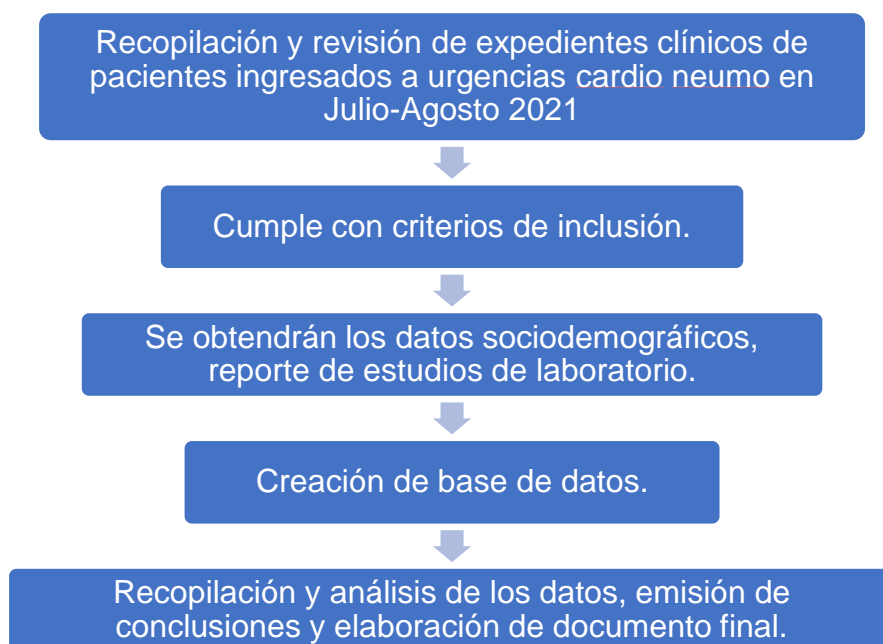 Recopilación y revisión de expedientes clínicos de
pacientes ingresados a urgencias cardio neumo en
Julio-Agosto 2021
Cumple con criterios de inclusión.
Se obtendrán los datos sociodemográficos,
reporte de estudios de laboratorio.
Creación de base de datos.
Recopilación y análisis de los datos, emisión de
conclusiones y elaboración de documento final.